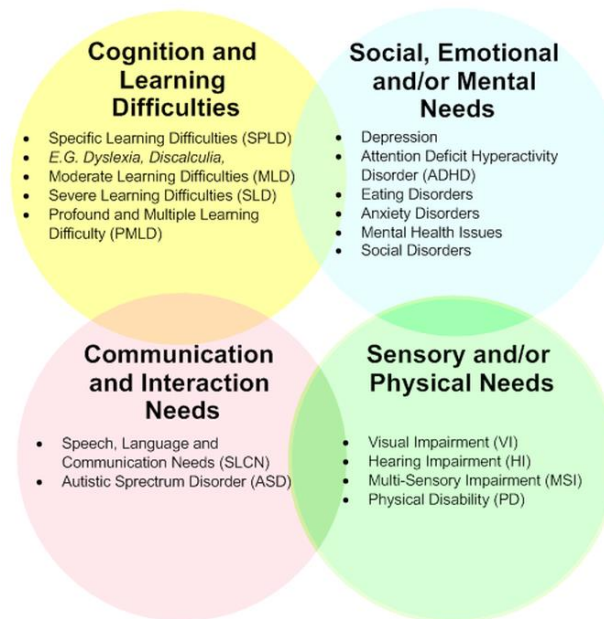 Cognition and
Learning
Difficulties
• Specific Learning Difficulties (SPLD)
• E.G. Dyslexia, Discalculia,
• Moderate Learning Difficulties (MLD)
• Severe Learning Difficulties (SLD)
• Profound and Multiple Learning
Difficulty (PMLD)
Social, Emotional
and/or Mental
Needs
• Depression
• Attention Deficit Hyperactivity
Disorder (ADHD)
• Eating Disorders
• Anxiety Disorders
• Mental Health Issues
• Social Disorders
Communication
and Interaction
Needs
• Speech, Language and
Communication Needs (SLCN)
• Autistic Sprectrum Disorder (ASD)
Sensory and/or
Physical Needs
• Visual Impairment (VI)
• Hearing Impairment (HI)
• Multi-Sensory Impairment (MSI)
• Physical Disability (PD)